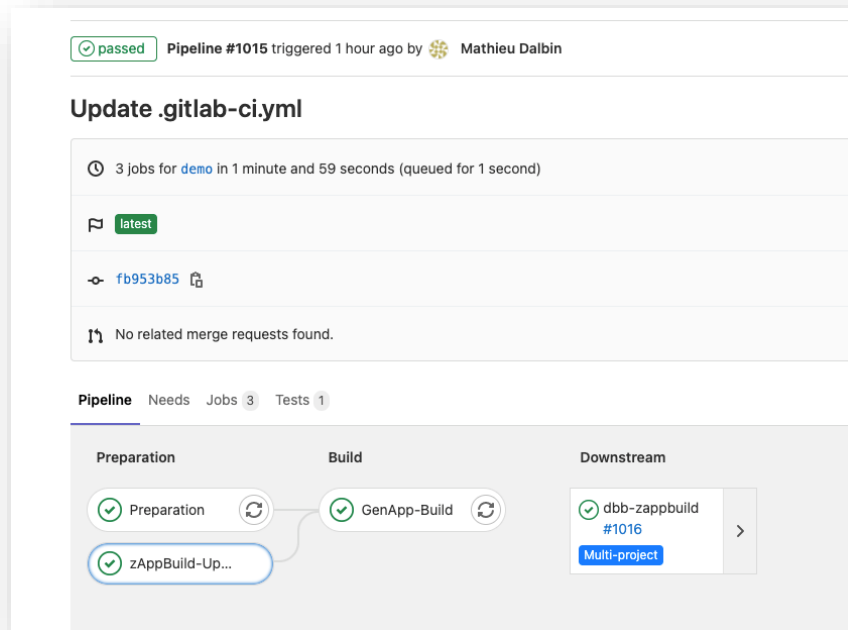 passed Pipeline #1015 triggered 1 hour ago by Mathieu Dalbin
Update .gitlab-ci.yml
3 jobs for demo in 1 minute and 59 seconds (queued for 1 second)
latest
fb953b85
No related merge requests found.
Pipeline Needs Jobs 3 Tests 1
Preparation Build Downstream
Preparation GenApp-Build dbb-zappbuild
#1016
zAppBuild-Up... Multi-project